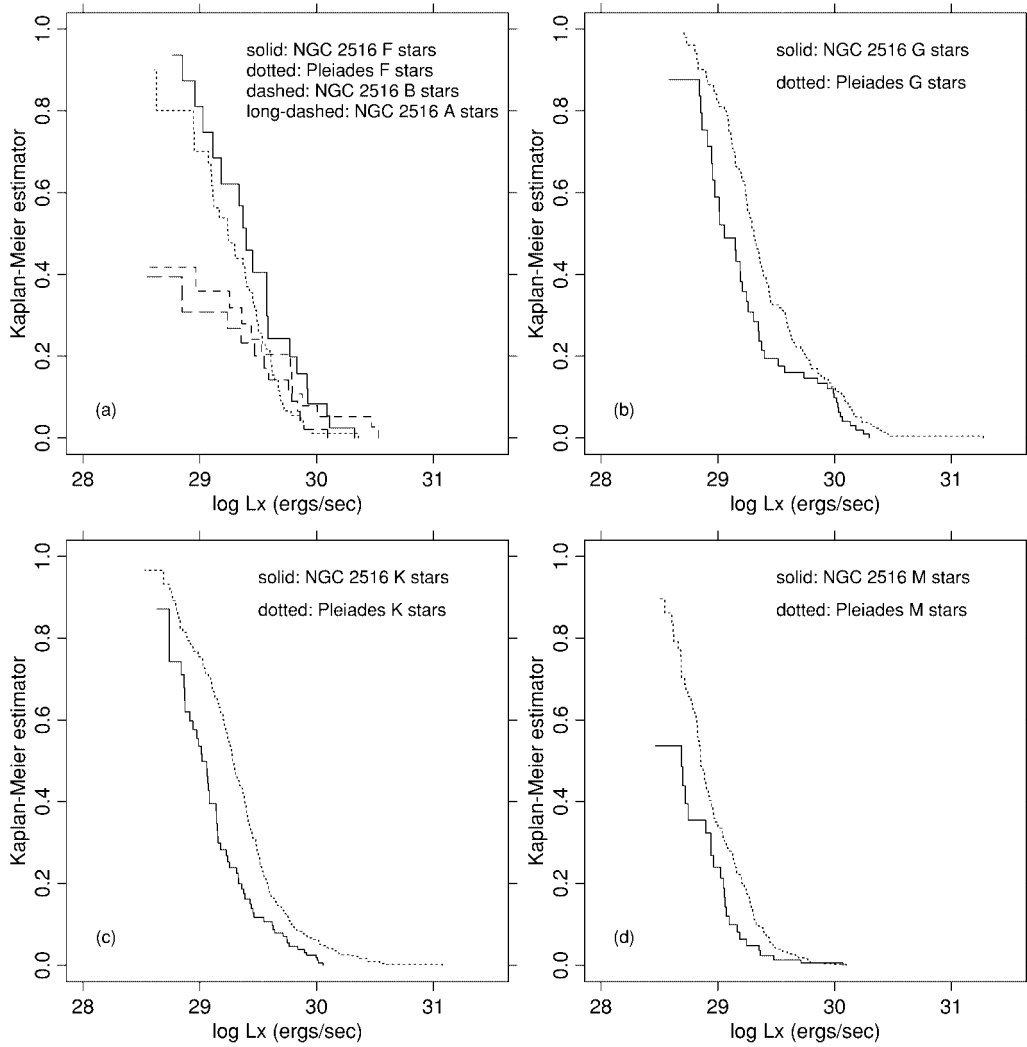 Kaplan-Meier estimator
0.0 0.2 0.4 0.6 0.8 1.0
solid: NGC 2516 F stars
dotted: Pleiades F stars
dashed: NGC 2516 B stars
long-dashed: NGC 2516 A stars
(a)
28 29 30 31
log Lx (ergs/sec)
Kaplan-Meier estimator
0.0 0.2 0.4 0.6 0.8 1.0
solid: NGC 2516 G stars
dotted: Pleiades G stars
(b)
28 29 30 31
log Lx (ergs/sec)
Kaplan-Meier estimator
0.0 0.2 0.4 0.6 0.8 1.0
solid: NGC 2516 K stars
dotted: Pleiades K stars
(c)
28 29 30 31
log Lx (ergs/sec)
Kaplan-Meier estimator
0.0 0.2 0.4 0.6 0.8 1.0
solid: NGC 2516 M stars
dotted: Pleiades M stars
(d)
28 29 30 31
log Lx (ergs/sec)